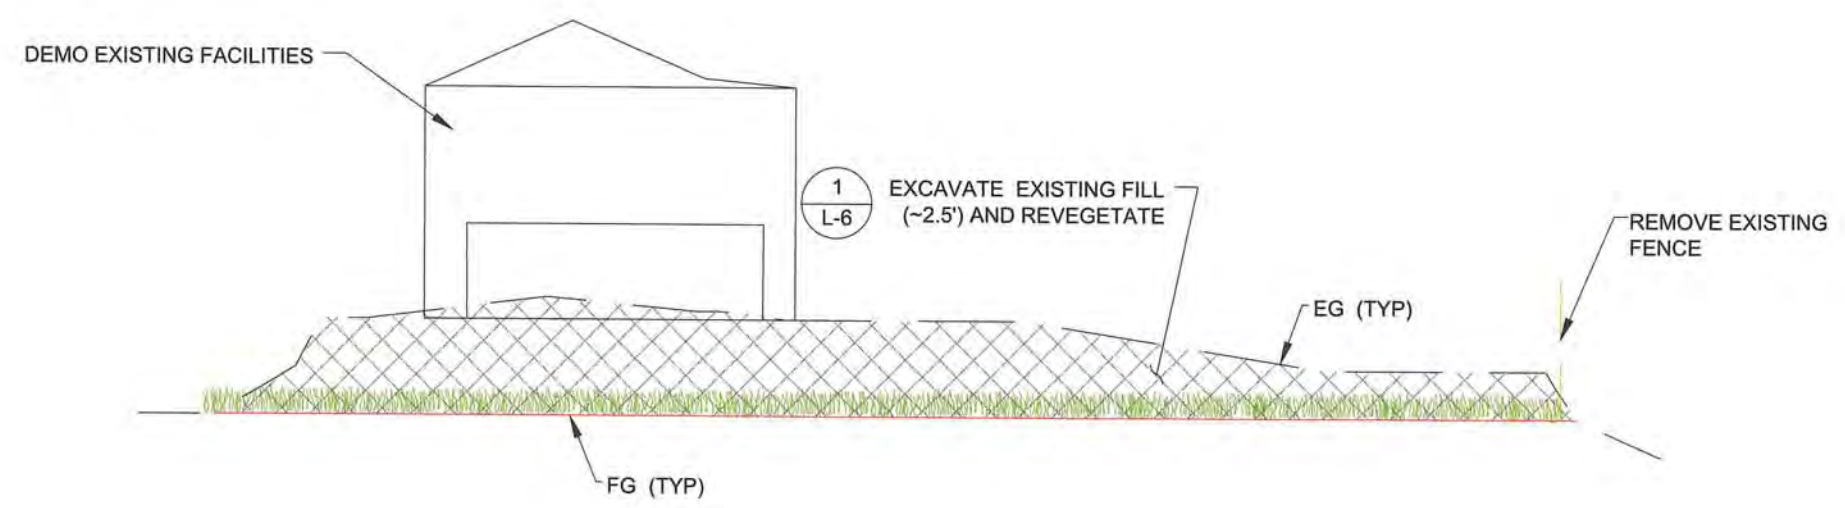 DEMO EXISTING FACILITIES
1
L-6
EXCAVATE EXISTING FILL
(~2.5') AND REVEGETATE
REMOVE EXISTING
FENCE
EG (TYP)
FG (TYP)